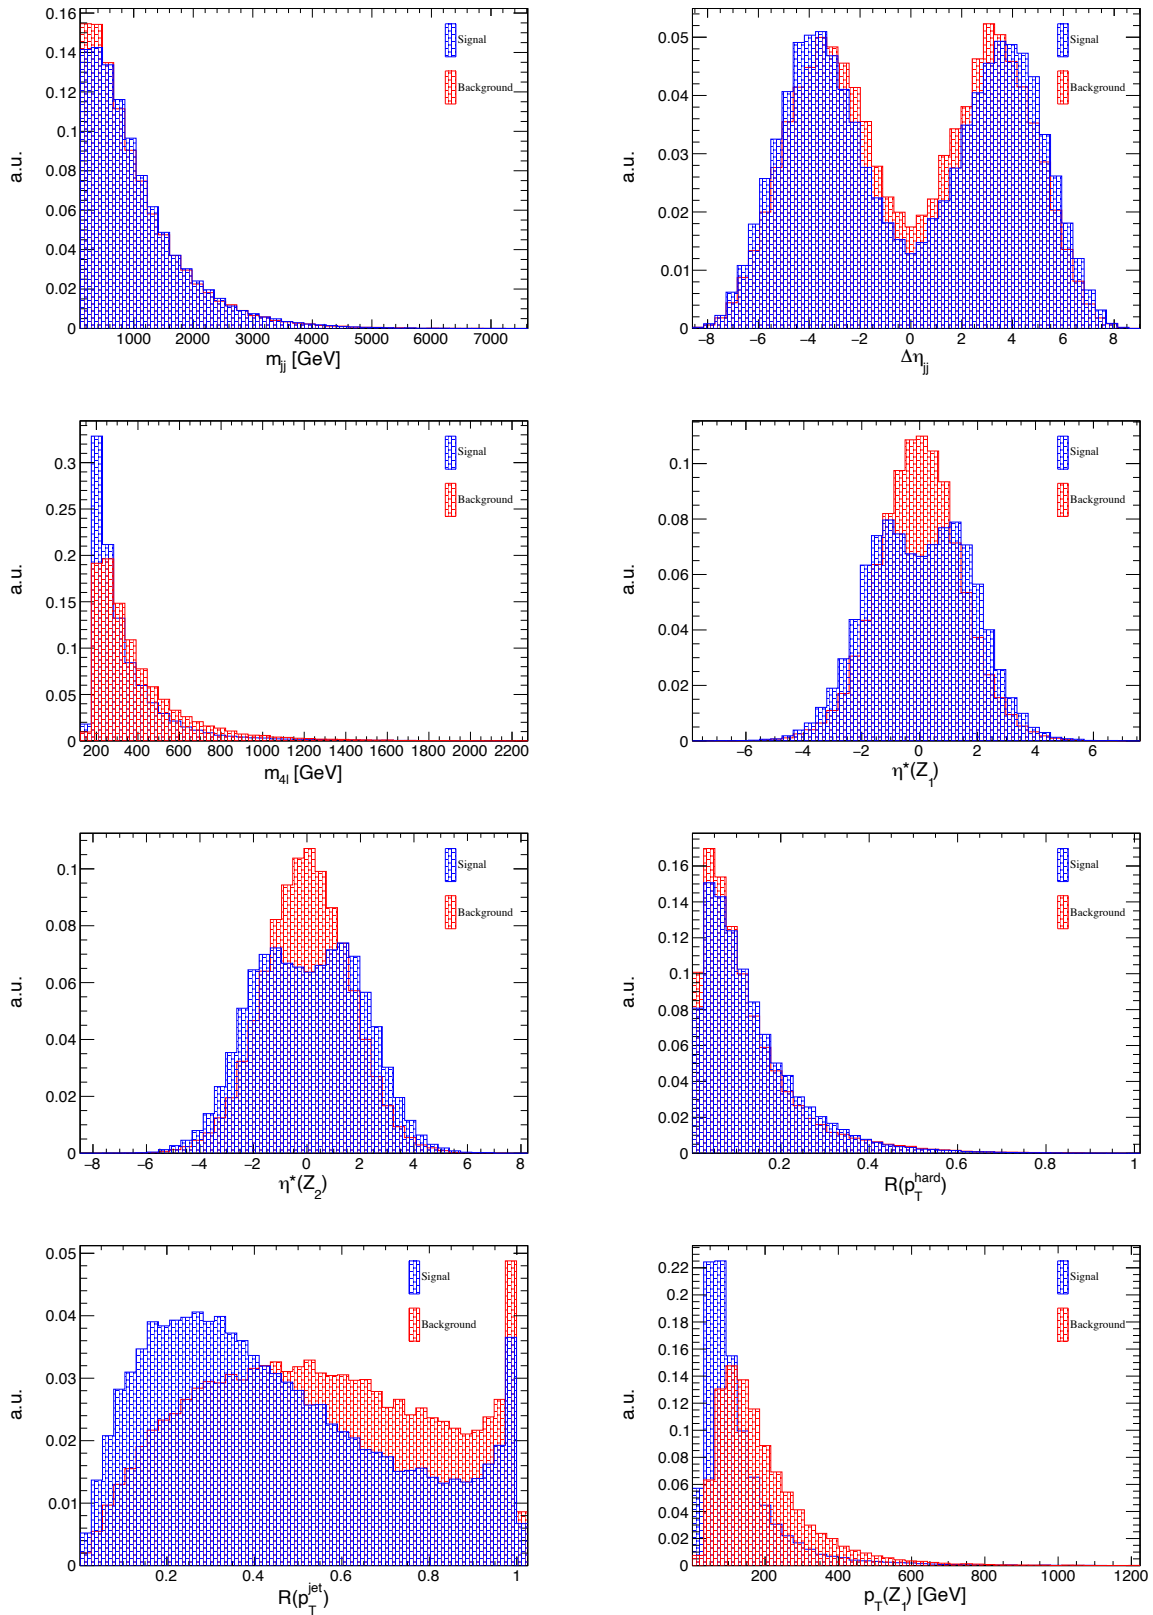 0.16
0.14
0.12
0.1
0.08
0.06
0.04
0.02
0
a.u.
Signal
Background
1000 2000 3000 4000 5000 6000 7000
m_jj [GeV]
0.05
0.04
0.03
0.02
0.01
0
a.u.
Signal
Background
−8 −6 −4 −2 0 2 4 6 8
Δη_jj
0.3
0.25
0.2
0.15
0.1
0.05
0
a.u.
Signal
Background
200 400 600 800 1000 1200 1400 1600 1800 2000 2200
m_4l [GeV]
0.1
0.08
0.06
0.04
0.02
0
a.u.
Signal
Background
−6 −4 −2 0 2 4 6
η*(Z_1)
0.1
0.08
0.06
0.04
0.02
0
a.u.
Signal
Background
−8 −6 −4 −2 0 2 4 6 8
η*(Z_2)
0.16
0.14
0.12
0.1
0.08
0.06
0.04
0.02
0
a.u.
Signal
Background
0.2 0.4 0.6 0.8 1
R(p_T^hard)
0.05
0.04
0.03
0.02
0.01
0
a.u.
Signal
Background
0.2 0.4 0.6 0.8 1
R(p_T^jet)
0.22
0.2
0.18
0.16
0.14
0.12
0.1
0.08
0.06
0.04
0.02
0
a.u.
Signal
Background
200 400 600 800 1000 1200
p_T(Z_1) [GeV]